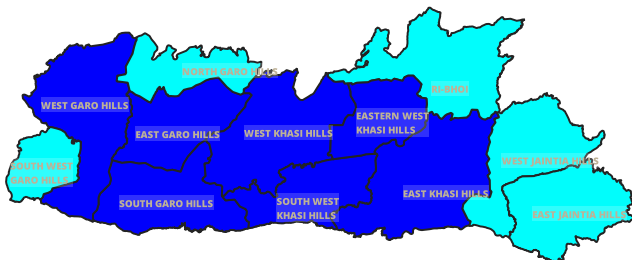 NORTH GARO HILLS
RI-BHOI
WEST GARO HILLS
EASTERN WEST
KHASI HILLS
EAST GARO HILLS
WEST KHASI HILLS
SOUTH WEST
GARO HILLS
WEST JAINTIA HILLS
EAST KHASI HILLS
SOUTH GARO HILLS
SOUTH WEST
KHASI HILLS
EAST JAINTIA HILLS